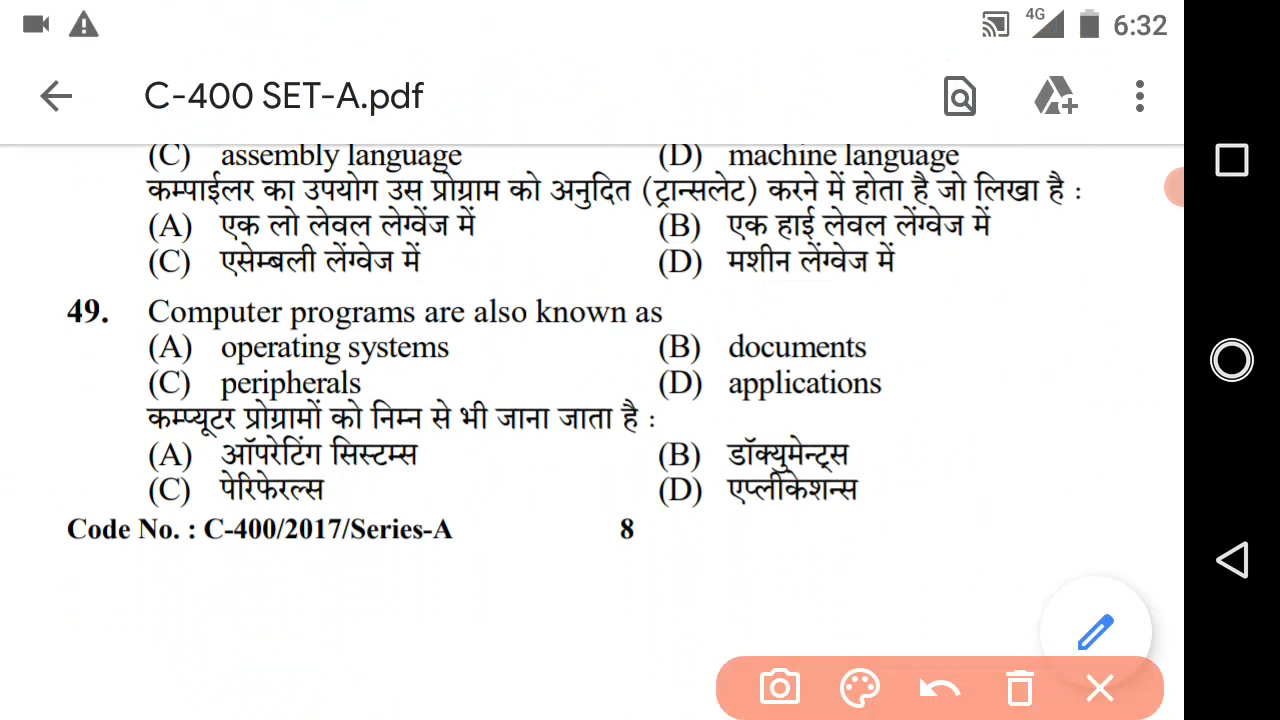 4G 6:32
C-400 SET-A.pdf
(C) assembly language (D) machine language
कम्पाईलर का उपयोग उस प्रोग्राम को अनुदित (ट्रान्सलेट) करने में होता है जो लिखा है :
(A) एक लो लेवल लेंग्वेंज में (B) एक हाई लेवल लेंग्वेज में
(C) एसेम्बली लेंग्वेज में (D) मशीन लेंग्वेज में
49. Computer programs are also known as
(A) operating systems (B) documents
(C) peripherals (D) applications
कम्प्यूटर प्रोग्रामों को निम्न से भी जाना जाता है :
(A) ऑपरेटिंग सिस्टम्स (B) डॉक्युमेन्ट्स
(C) पेरिफेरल्स (D) एप्लीकेशन्स
Code No. : C-400/2017/Series-A 8